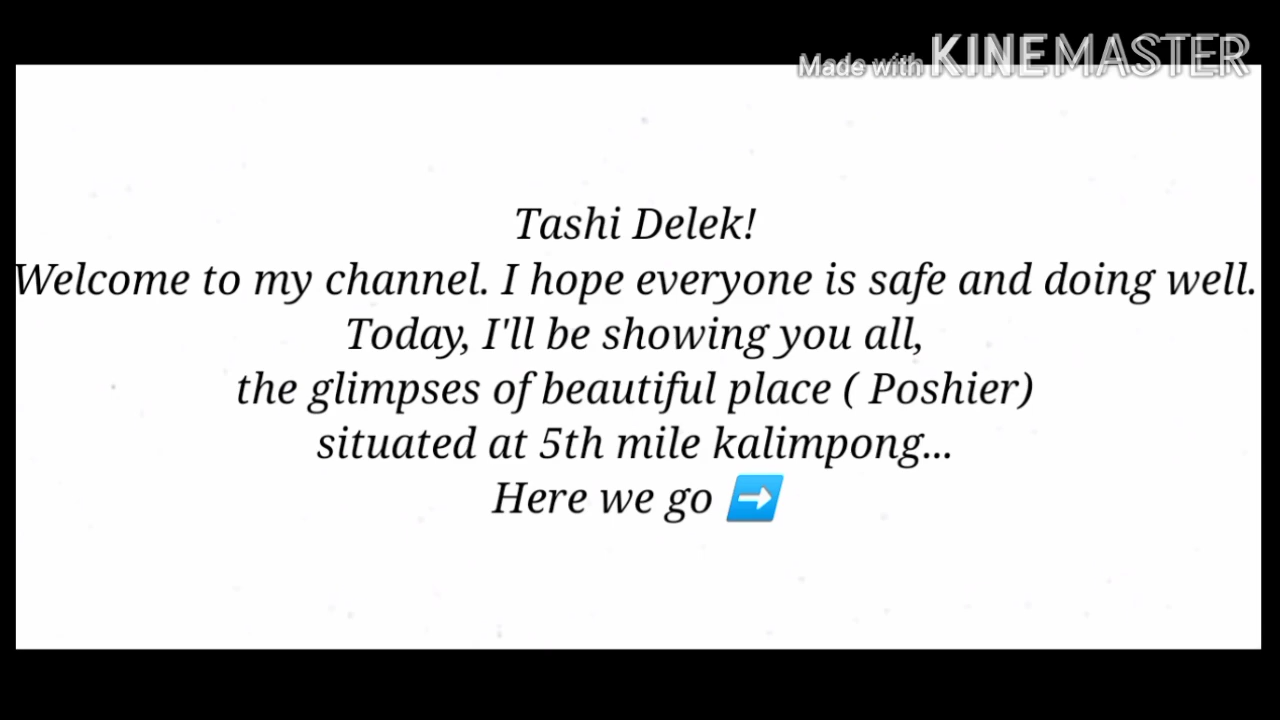 Made with KINEMASTER
Tashi Delek!
Welcome to my channel. I hope everyone is safe and doing well.
Today, I'll be showing you all,
the glimpses of beautiful place ( Poshier)
situated at 5th mile kalimpong...
Here we go ➡️